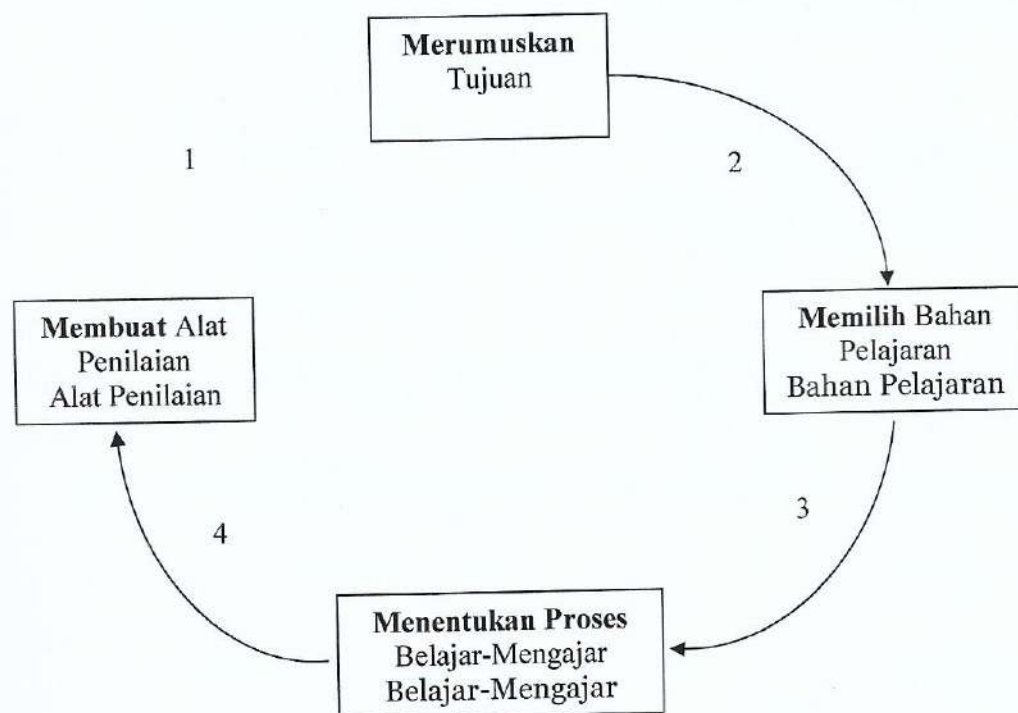 Merumuskan
Tujuan
1
2
Membuat Alat
Penilaian
Alat Penilaian
Memilih Bahan
Pelajaran
Bahan Pelajaran
4
3
Menentukan Proses
Belajar-Mengajar
Belajar-Mengajar